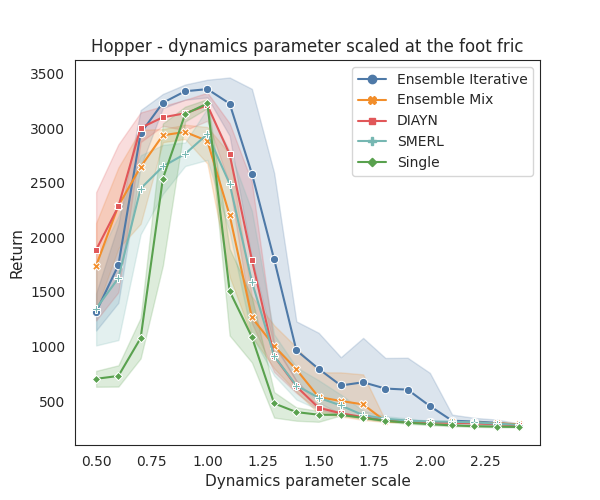 Hopper - dynamics parameter scaled at the foot fric
3500
3000
2500
2000
1500
1000
500
Return
Ensemble Iterative
Ensemble Mix
DIAYN
SMERL
Single
0.50 0.75 1.00 1.25 1.50 1.75 2.00 2.25
Dynamics parameter scale